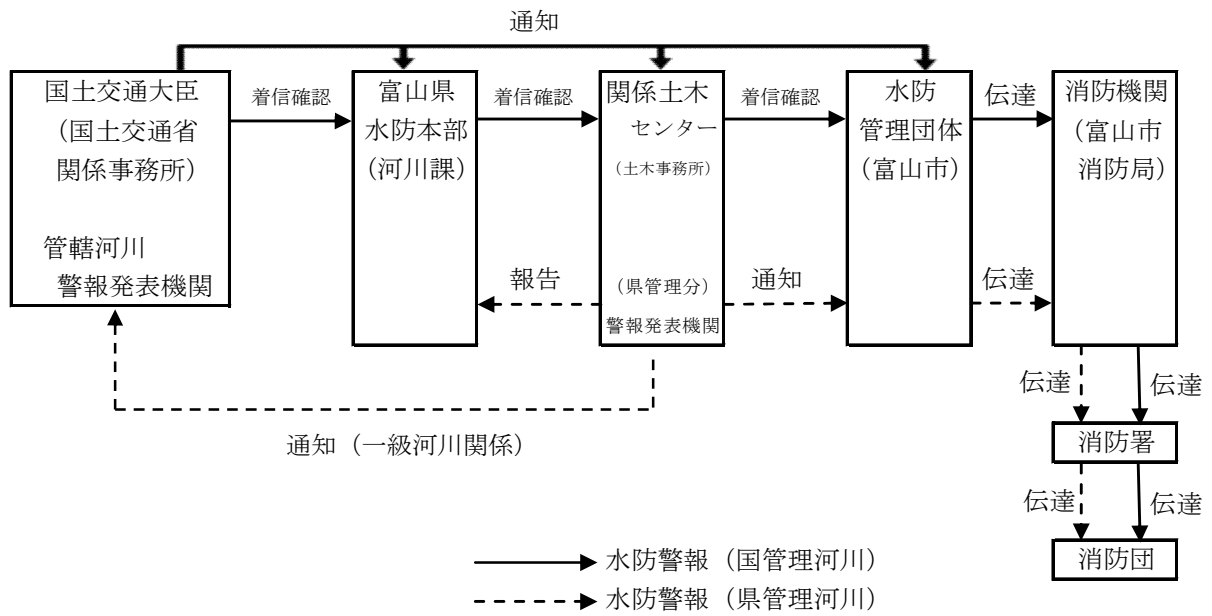 通知
国土交通大臣
（国土交通省
関係事務所）
管轄河川
警報発表機関
着信確認
富山県
水防本部
（河川課）
着信確認
関係土木
センター
（土木事務所）
（県管理分）
警報発表機関
着信確認
水防
管理団体
（富山市）
伝達
消防機関
（富山市
消防局）
報告
通知
伝達
通知（一級河川関係）
伝達
伝達
消防署
伝達
伝達
消防団
水防警報（国管理河川）
水防警報（県管理河川）